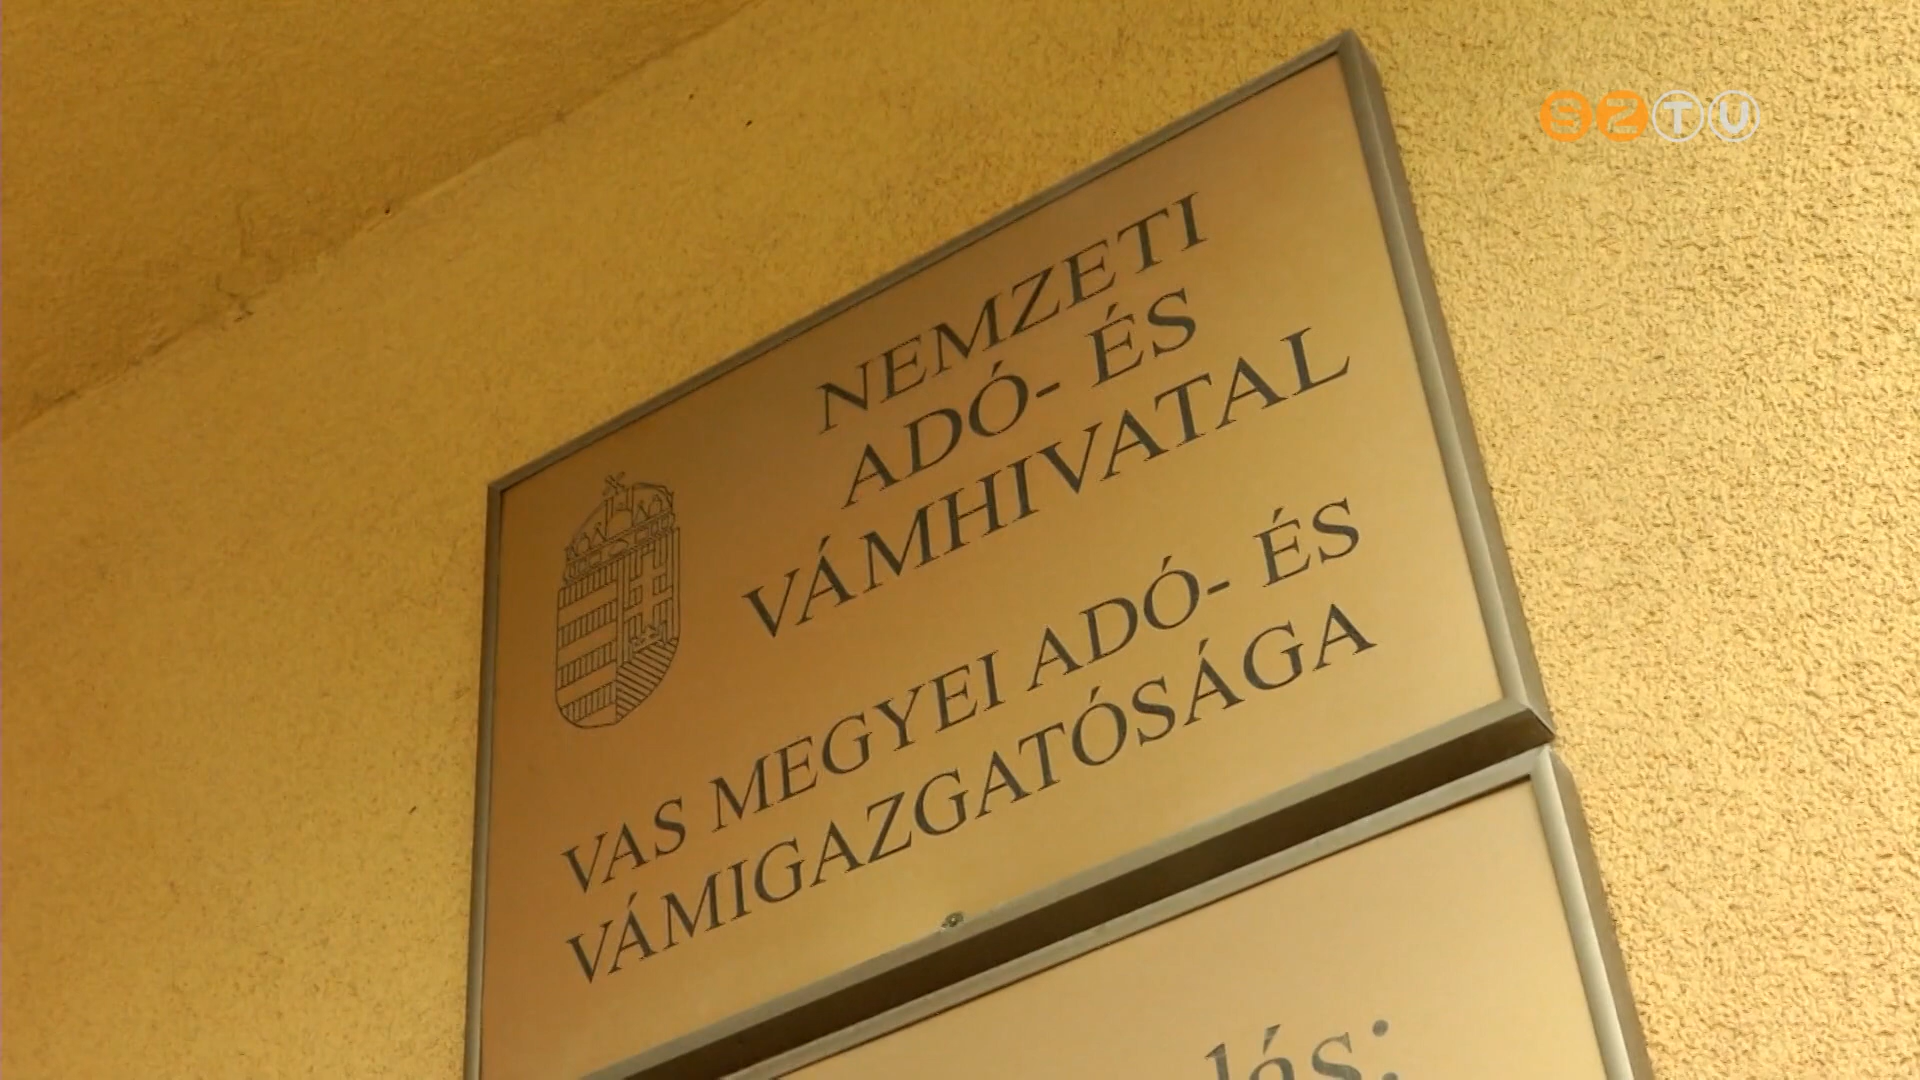 SZTV
NEMZETI
ADÓ- ÉS
VÁMHIVATAL
VAS MEGYEI ADÓ- ÉS
VÁMIGAZGATÓSÁGA